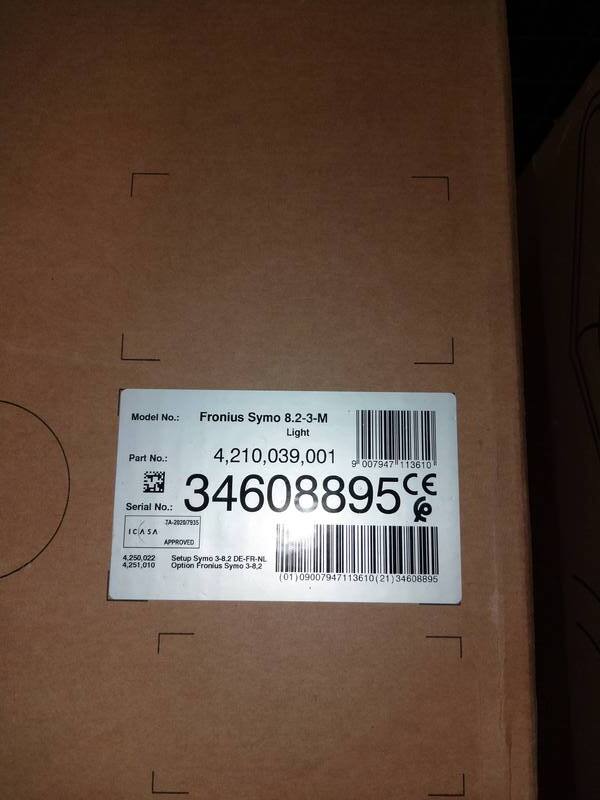 Model No.: Fronius Symo 8.2-3-M
Light
Part No.: 4,210,039,001
9 007947 113610
Serial No.: 34608895 CE
ICASA TA-2020/7935
APPROVED
4,250,022 Setup Symo 3-8.2 DE-FR-NL
4,251,010 Option Fronius Symo 3-8,2
(01)09007947113610(21)34608895